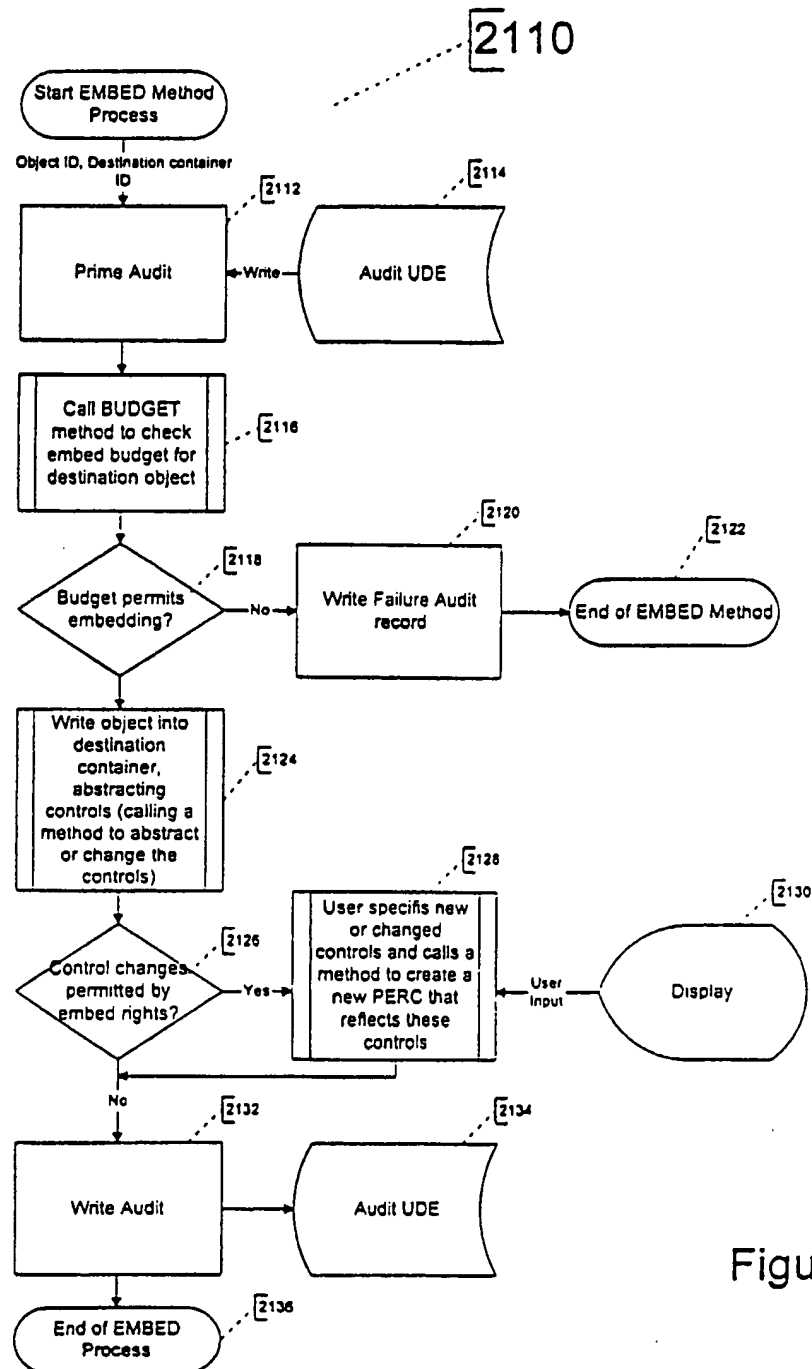 2110
Start EMBED Method
Process
Object ID, Destination container
ID
2112
2114
Prime Audit
Write
Audit UDE
Call BUDGET
method to check
embed budget for
destination object
2116
2118
Budget permits
embedding?
No
2120
Write Failure Audit
record
2122
End of EMBED Method
Write object into
destination
container,
abstracting
controls (calling a
method to abstract
or change the
controls)
2124
2126
Control changes
permitted by
embed rights?
Yes
2128
User specifis new
or changed
controls and calls a
method to create a
new PERC that
reflects these
controls
User
Input
2130
Display
No
2132
Write Audit
2134
Audit UDE
End of EMBED
Process
2136